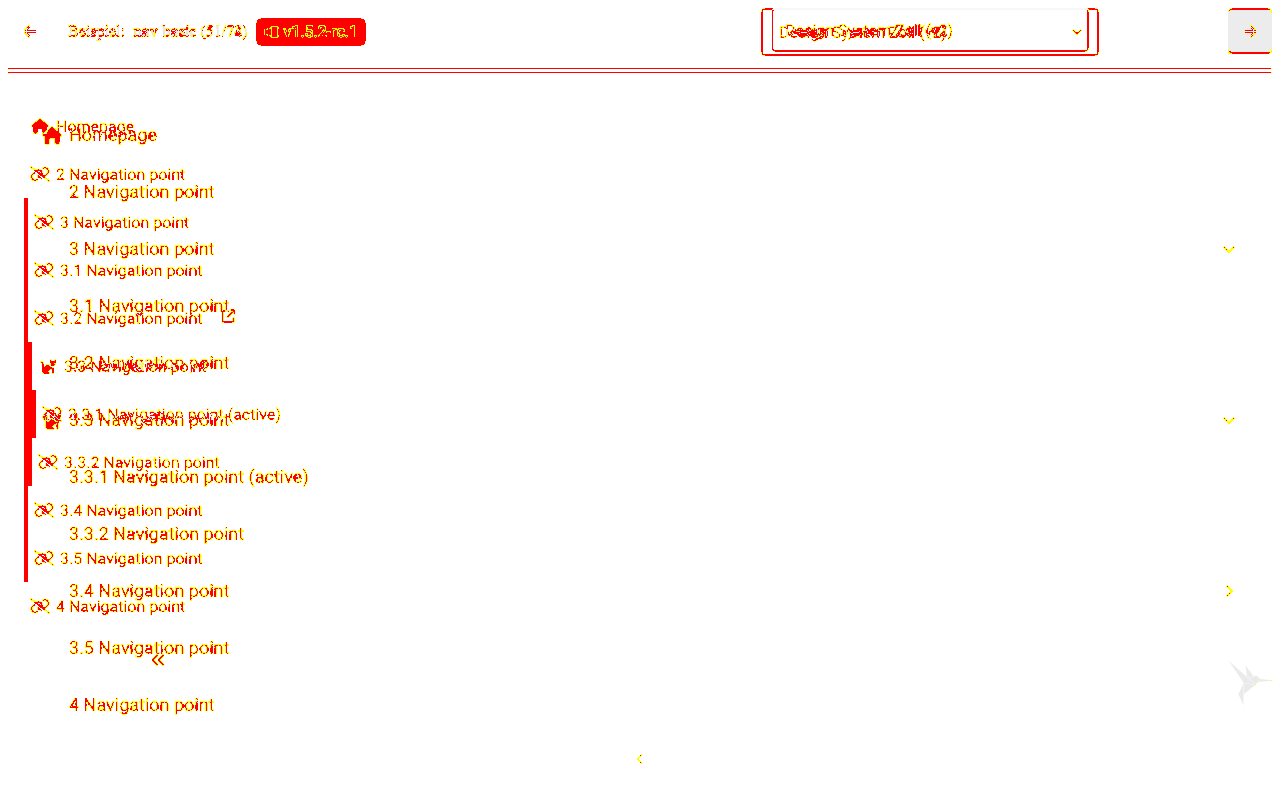 Beispiel: nav basic (51/74) v1.5.2-rc.1 Design System Zoll (v2)
Homepage
Homepage
2 Navigation point
2 Navigation point
3 Navigation point
3 Navigation point
3.1 Navigation point
3.1 Navigation point
3.2 Navigation point
3.2 Navigation point
3.3 Navigation point
3.3.1 Navigation point (active)
3.3 Navigation point
3.3.2 Navigation point
3.3.1 Navigation point (active)
3.4 Navigation point
3.3.2 Navigation point
3.5 Navigation point
3.4 Navigation point
4 Navigation point
3.5 Navigation point
4 Navigation point